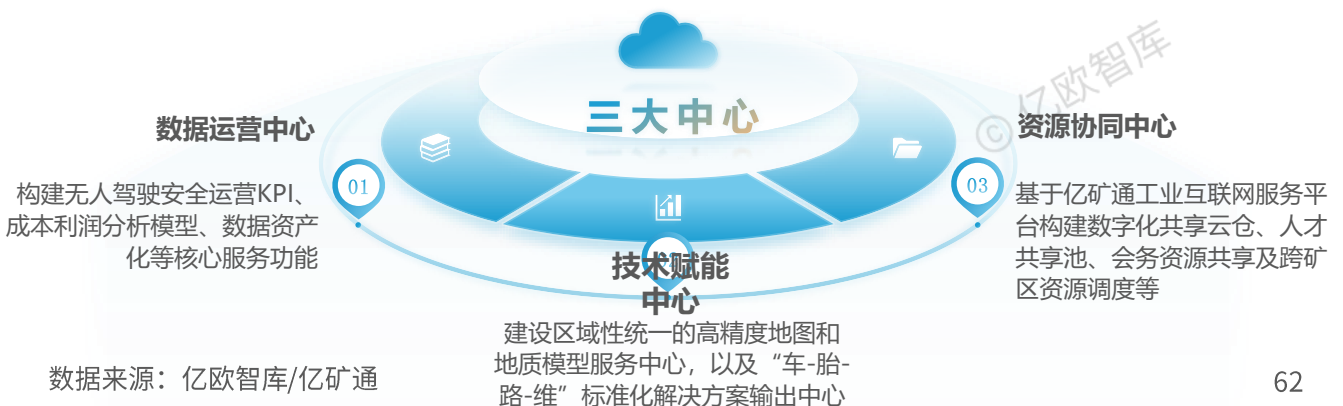 © 亿欧智库
三大中心
数据运营中心
01
构建无人驾驶安全运营KPI、
成本利润分析模型、数据资产
化等核心服务功能
技术赋能
中心
建设区域性统一的高精度地图和
地质模型服务中心，以及“车-胎-
路-维”标准化解决方案输出中心
资源协同中心
03
基于亿矿通工业互联网服务平
台构建数字化共享云仓、人才
共享池、会务资源共享及跨矿
区资源调度等
数据来源：亿欧智库/亿矿通
62